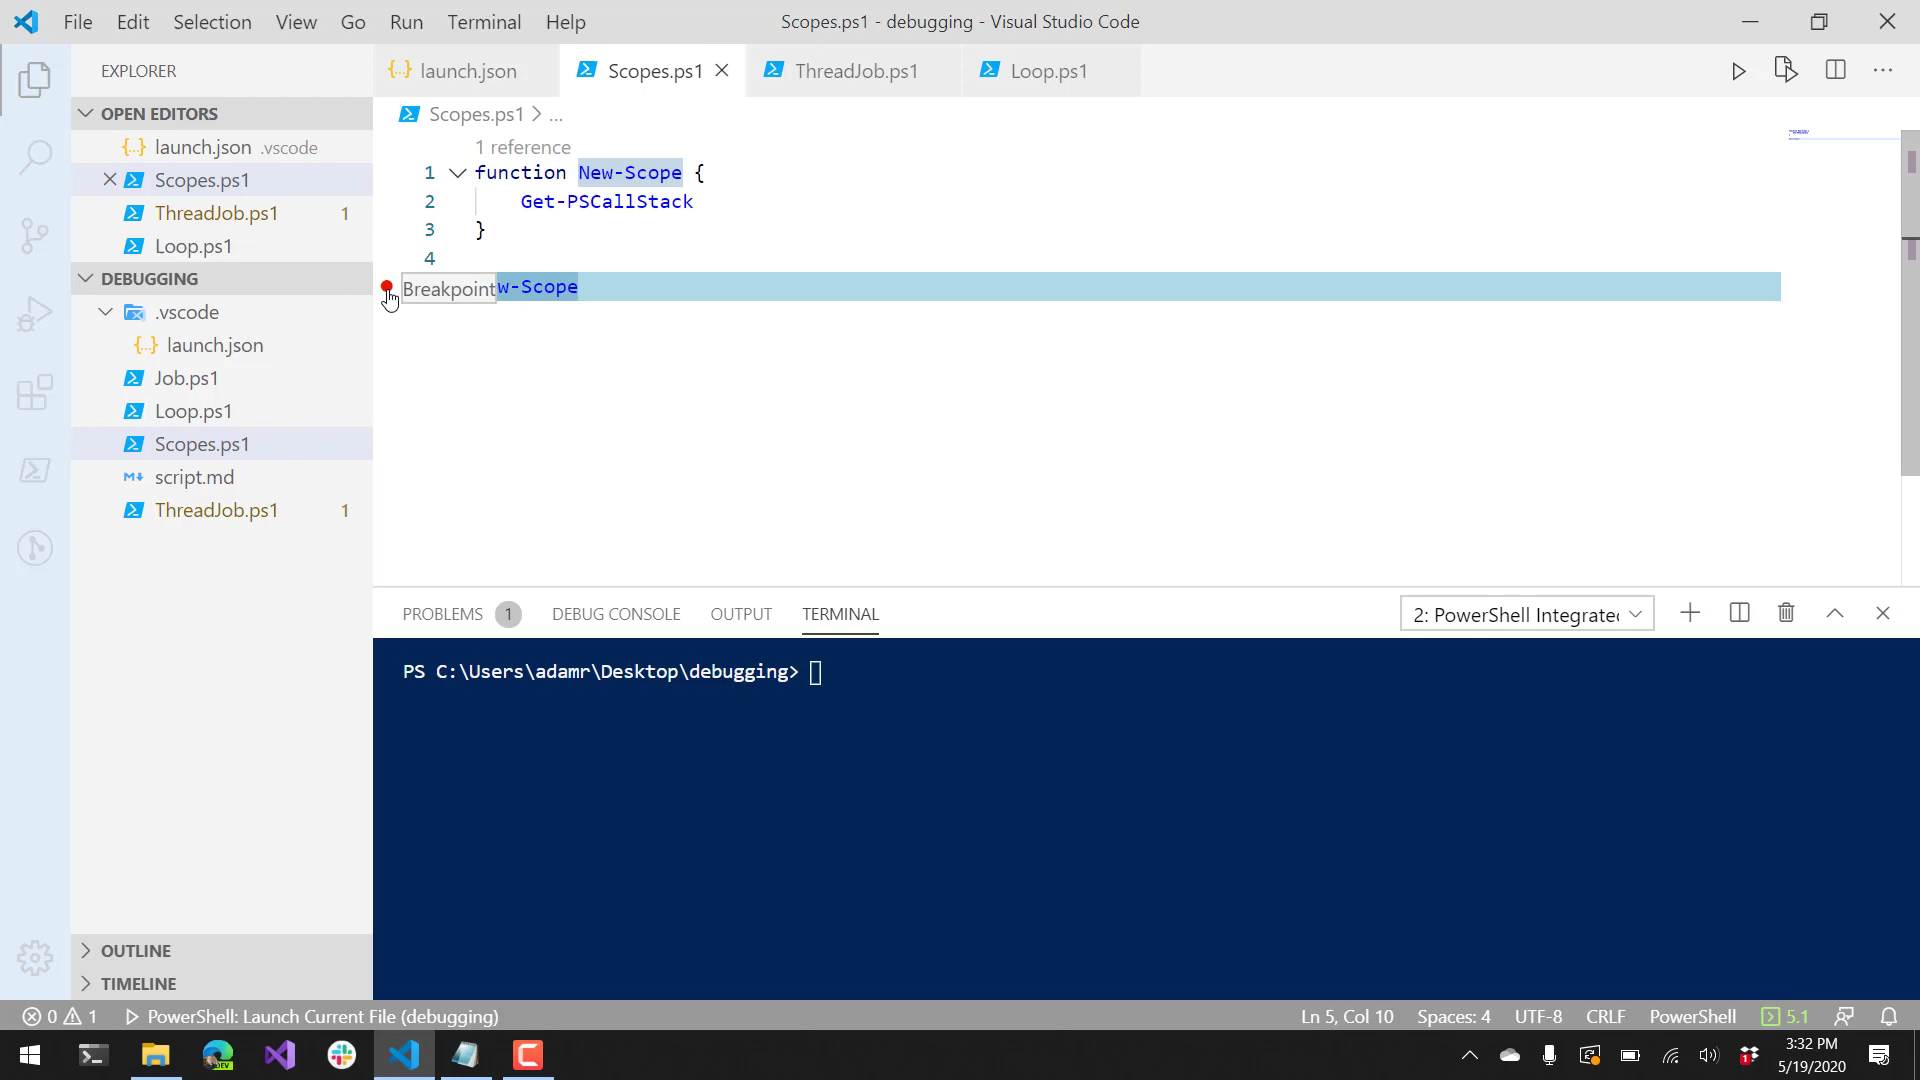 File Edit Selection View Go Run Terminal Help
Scopes.ps1 - debugging - Visual Studio Code
EXPLORER
OPEN EDITORS
{..} launch.json .vscode
Scopes.ps1
ThreadJob.ps1 1
Loop.ps1
DEBUGGING
.vscode
{..} launch.json
Job.ps1
Loop.ps1
Scopes.ps1
M↓ script.md
ThreadJob.ps1 1
OUTLINE
TIMELINE
{..} launch.json
Scopes.ps1
ThreadJob.ps1
Loop.ps1
Scopes.ps1 > ...
1 reference
1 function New-Scope {
2 Get-PSCallStack
3 }
4
Breakpoint w-Scope
PROBLEMS 1 DEBUG CONSOLE OUTPUT TERMINAL
2: PowerShell Integrated
PS C:\Users\adamr\Desktop\debugging>
0 1 PowerShell: Launch Current File (debugging)
Ln 5, Col 10 Spaces: 4 UTF-8 CRLF PowerShell 5.1
DEV
1
3:32 PM
5/19/2020